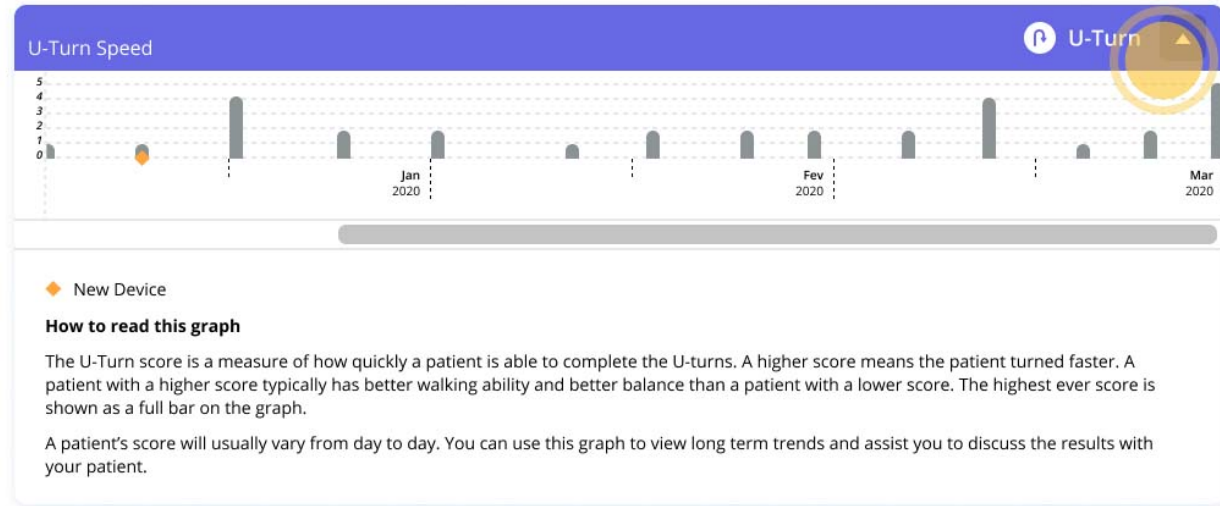 U-Turn Speed
U-Turn
5
4
3
2
1
0
Jan
2020
Fev
2020
Mar
2020
New Device
How to read this graph
The U-Turn score is a measure of how quickly a patient is able to complete the U-turns. A higher score means the patient turned faster. A
patient with a higher score typically has better walking ability and better balance than a patient with a lower score. The highest ever score is
shown as a full bar on the graph.
A patient’s score will usually vary from day to day. You can use this graph to view long term trends and assist you to discuss the results with
your patient.